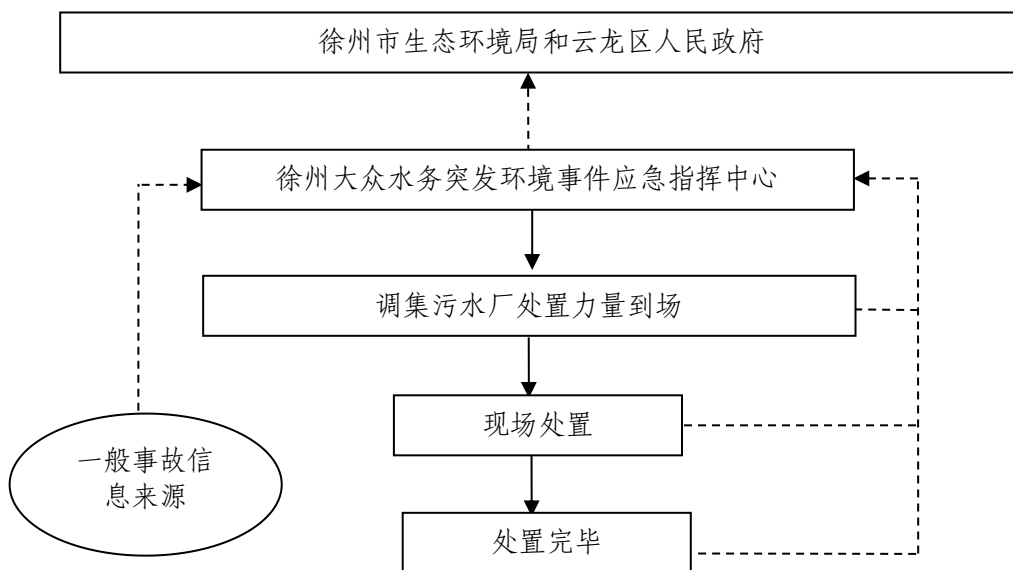 徐州市生态环境局和云龙区人民政府
徐州大众水务突发环境事件应急指挥中心
调集污水厂处置力量到场
现场处置
一般事故信
息来源
处置完毕